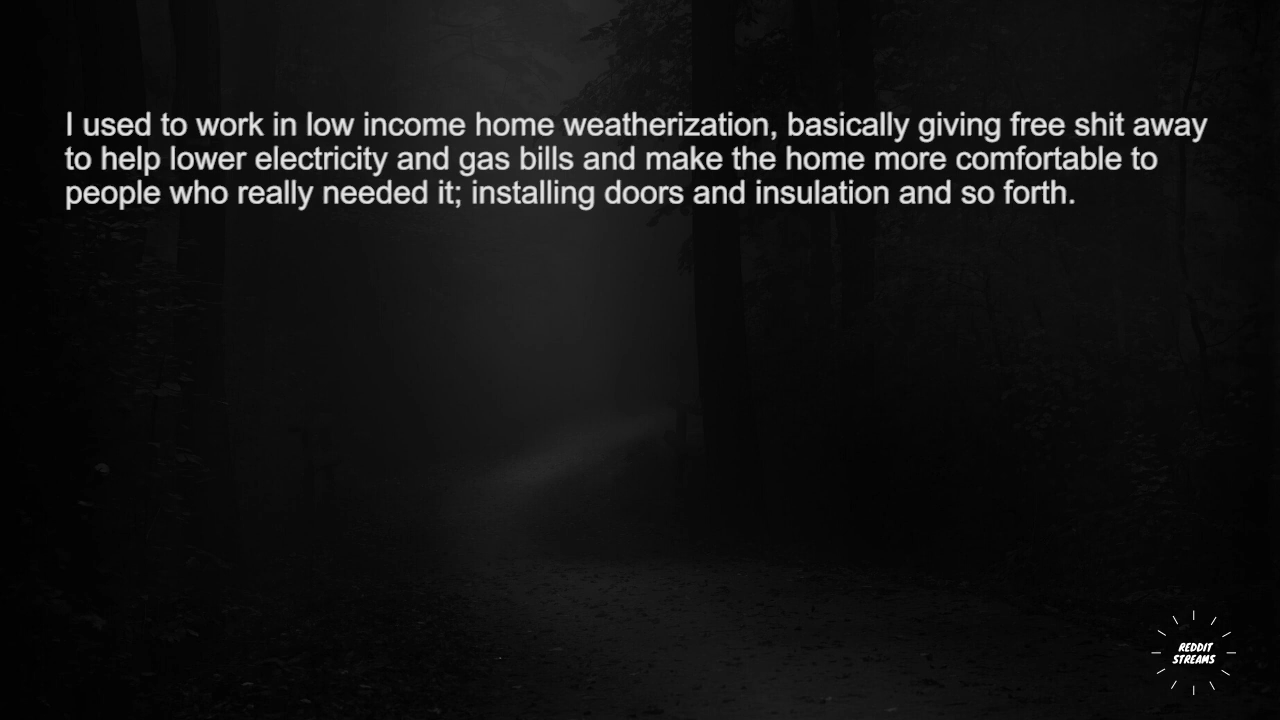 I used to work in low income home weatherization, basically giving free shit away
to help lower electricity and gas bills and make the home more comfortable to
people who really needed it; installing doors and insulation and so forth.
REDDIT
STREAMS